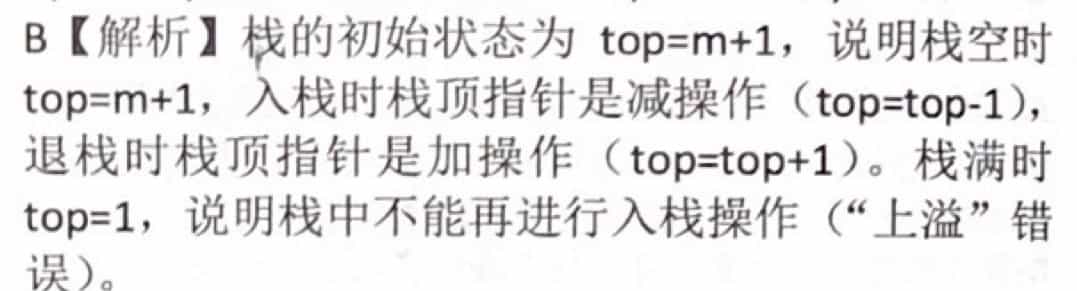 B【解析】栈的初始状态为 top=m+1，说明栈空时
top=m+1，入栈时栈顶指针是减操作（top=top-1），
退栈时栈顶指针是加操作（top=top+1）。栈满时
top=1，说明栈中不能再进行入栈操作（“上溢”错
误）。